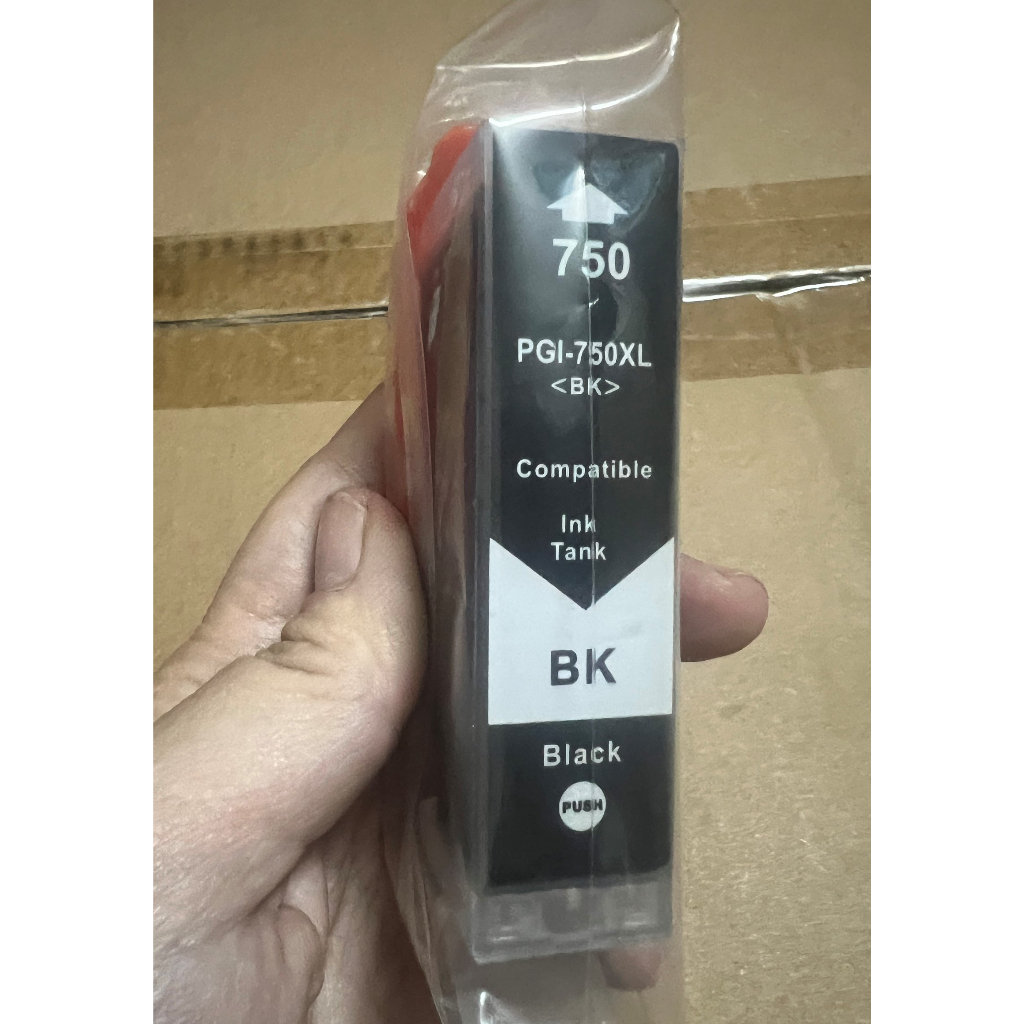 750
PGI-750XL
<BK>
Compatible
Ink
Tank
BK
Black
PUSH